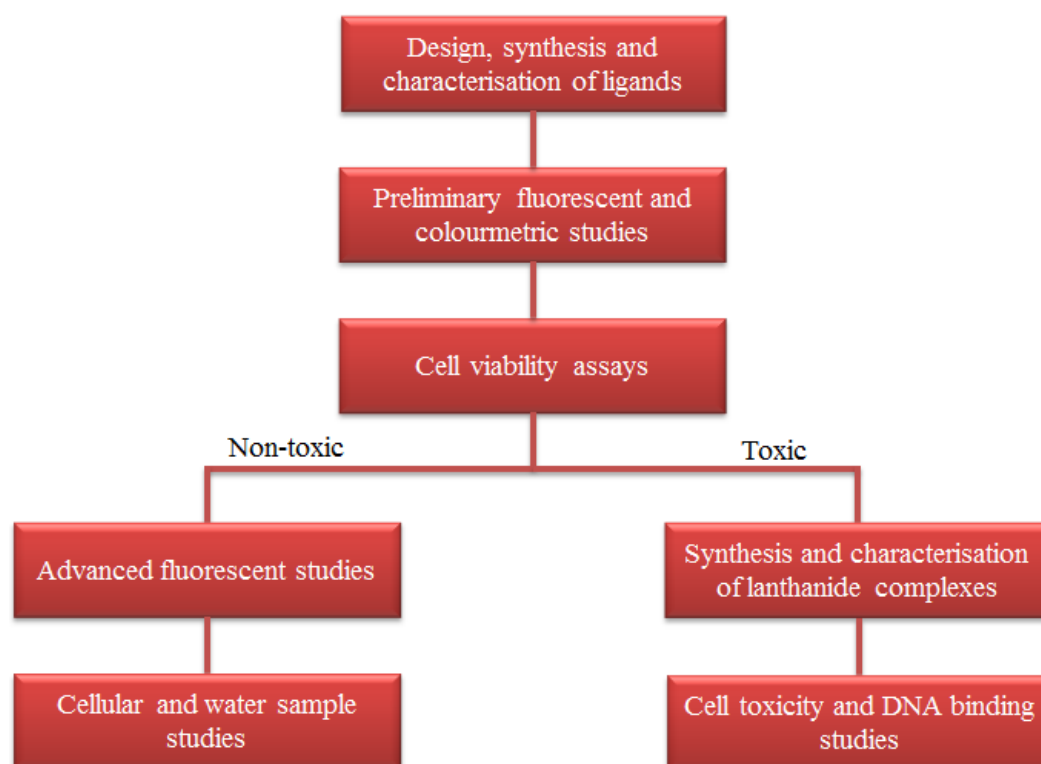 Design, synthesis and
characterisation of ligands
Preliminary fluorescent and
colourmetric studies
Cell viability assays
Non-toxic
Toxic
Advanced fluorescent studies
Synthesis and characterisation
of lanthanide complexes
Cellular and water sample
studies
Cell toxicity and DNA binding
studies